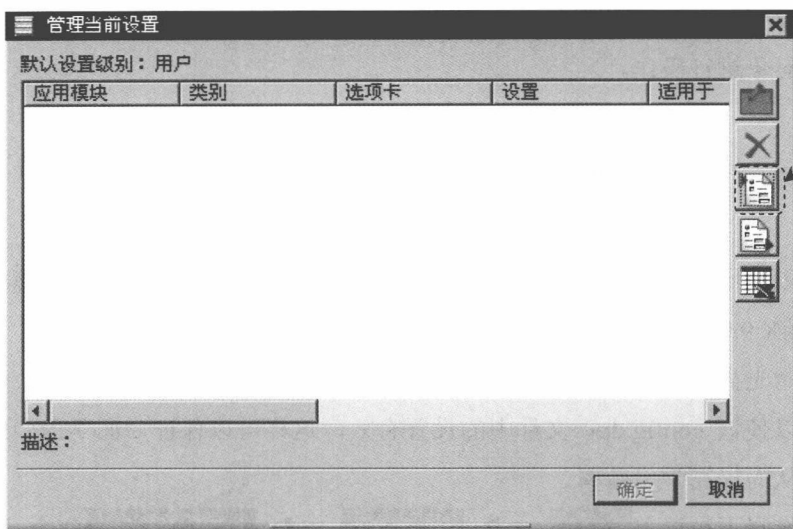 管理当前设置
默认设置级别：用户
应用模块 类别 选项卡 设置 适用于
描述：
确定 取消